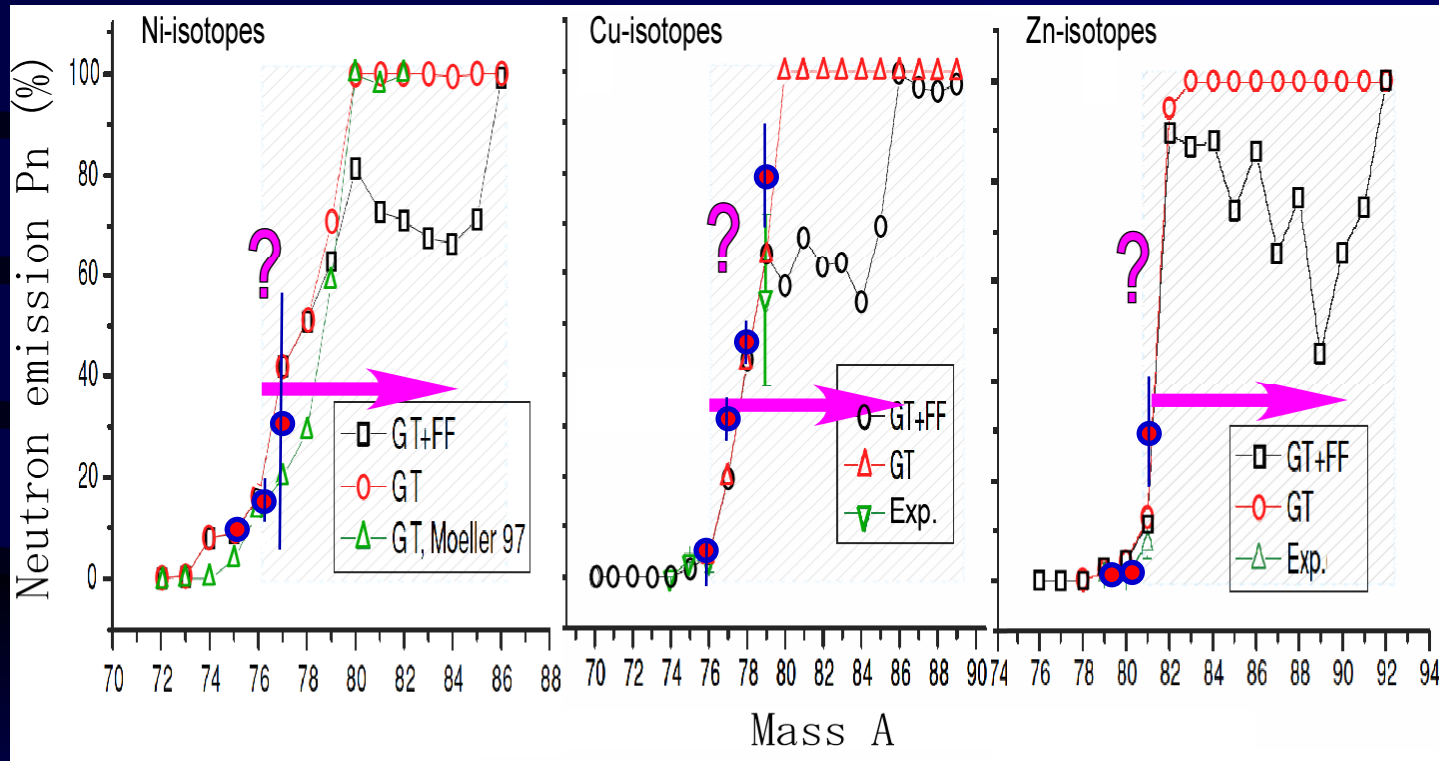 Ni-isotopes
Cu-isotopes
Zn-isotopes
Neutron emission Pn (%)
100
80
60
40
20
0
?
?
?
GT+FF
GT
GT, Moeller 97
GT+FF
GT
Exp.
GT+FF
GT
Exp.
70 72 74 76 78 80 82 84 86 88
70 72 74 76 78 80 82 84 86 88 90
74 76 78 80 82 84 86 88 90 92 94
Mass A